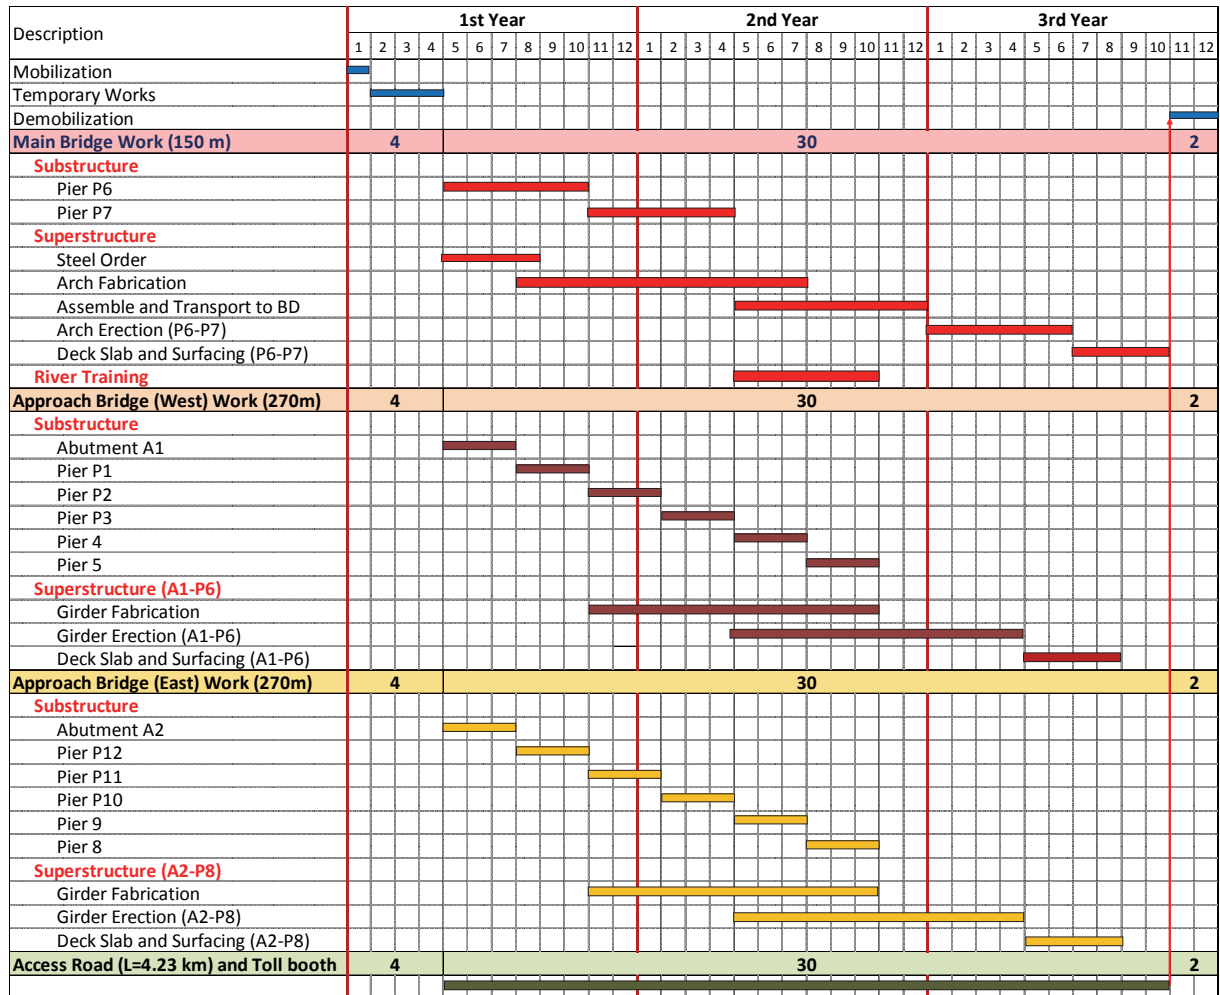 Description 1st Year 2nd Year 3rd Year
1 2 3 4 5 6 7 8 9 10 11 12 1 2 3 4 5 6 7 8 9 10 11 12 1 2 3 4 5 6 7 8 9 10 11 12
Mobilization
Temporary Works
Demobilization
Main Bridge Work (150 m) 4 30 2
Substructure
Pier P6
Pier P7
Superstructure
Steel Order
Arch Fabrication
Assemble and Transport to BD
Arch Erection (P6-P7)
Deck Slab and Surfacing (P6-P7)
River Training
Approach Bridge (West) Work (270m) 4 30 2
Substructure
Abutment A1
Pier P1
Pier P2
Pier P3
Pier 4
Pier 5
Superstructure (A1-P6)
Girder Fabrication
Girder Erection (A1-P6)
Deck Slab and Surfacing (A1-P6)
Approach Bridge (East) Work (270m) 4 30 2
Substructure
Abutment A2
Pier P12
Pier P11
Pier P10
Pier 9
Pier 8
Superstructure (A2-P8)
Girder Fabrication
Girder Erection (A2-P8)
Deck Slab and Surfacing (A2-P8)
Access Road (L=4.23 km) and Toll booth 4 30 2